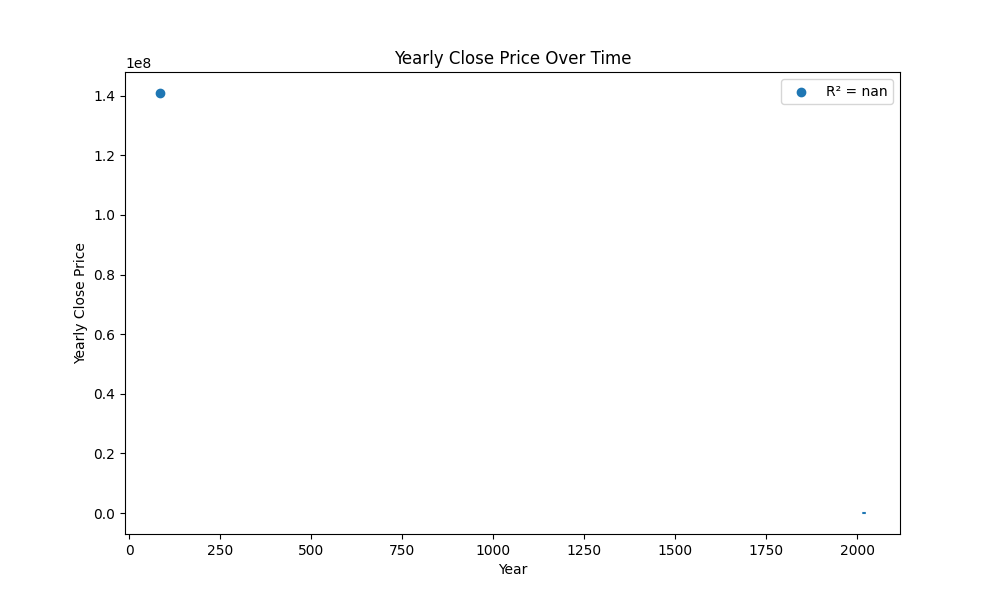 Yearly Close Price Over Time
1e8
R² = nan
1.4
1.2
1.0
0.8
0.6
0.4
0.2
0.0
Yearly Close Price
0 250 500 750 1000 1250 1500 1750 2000
Year